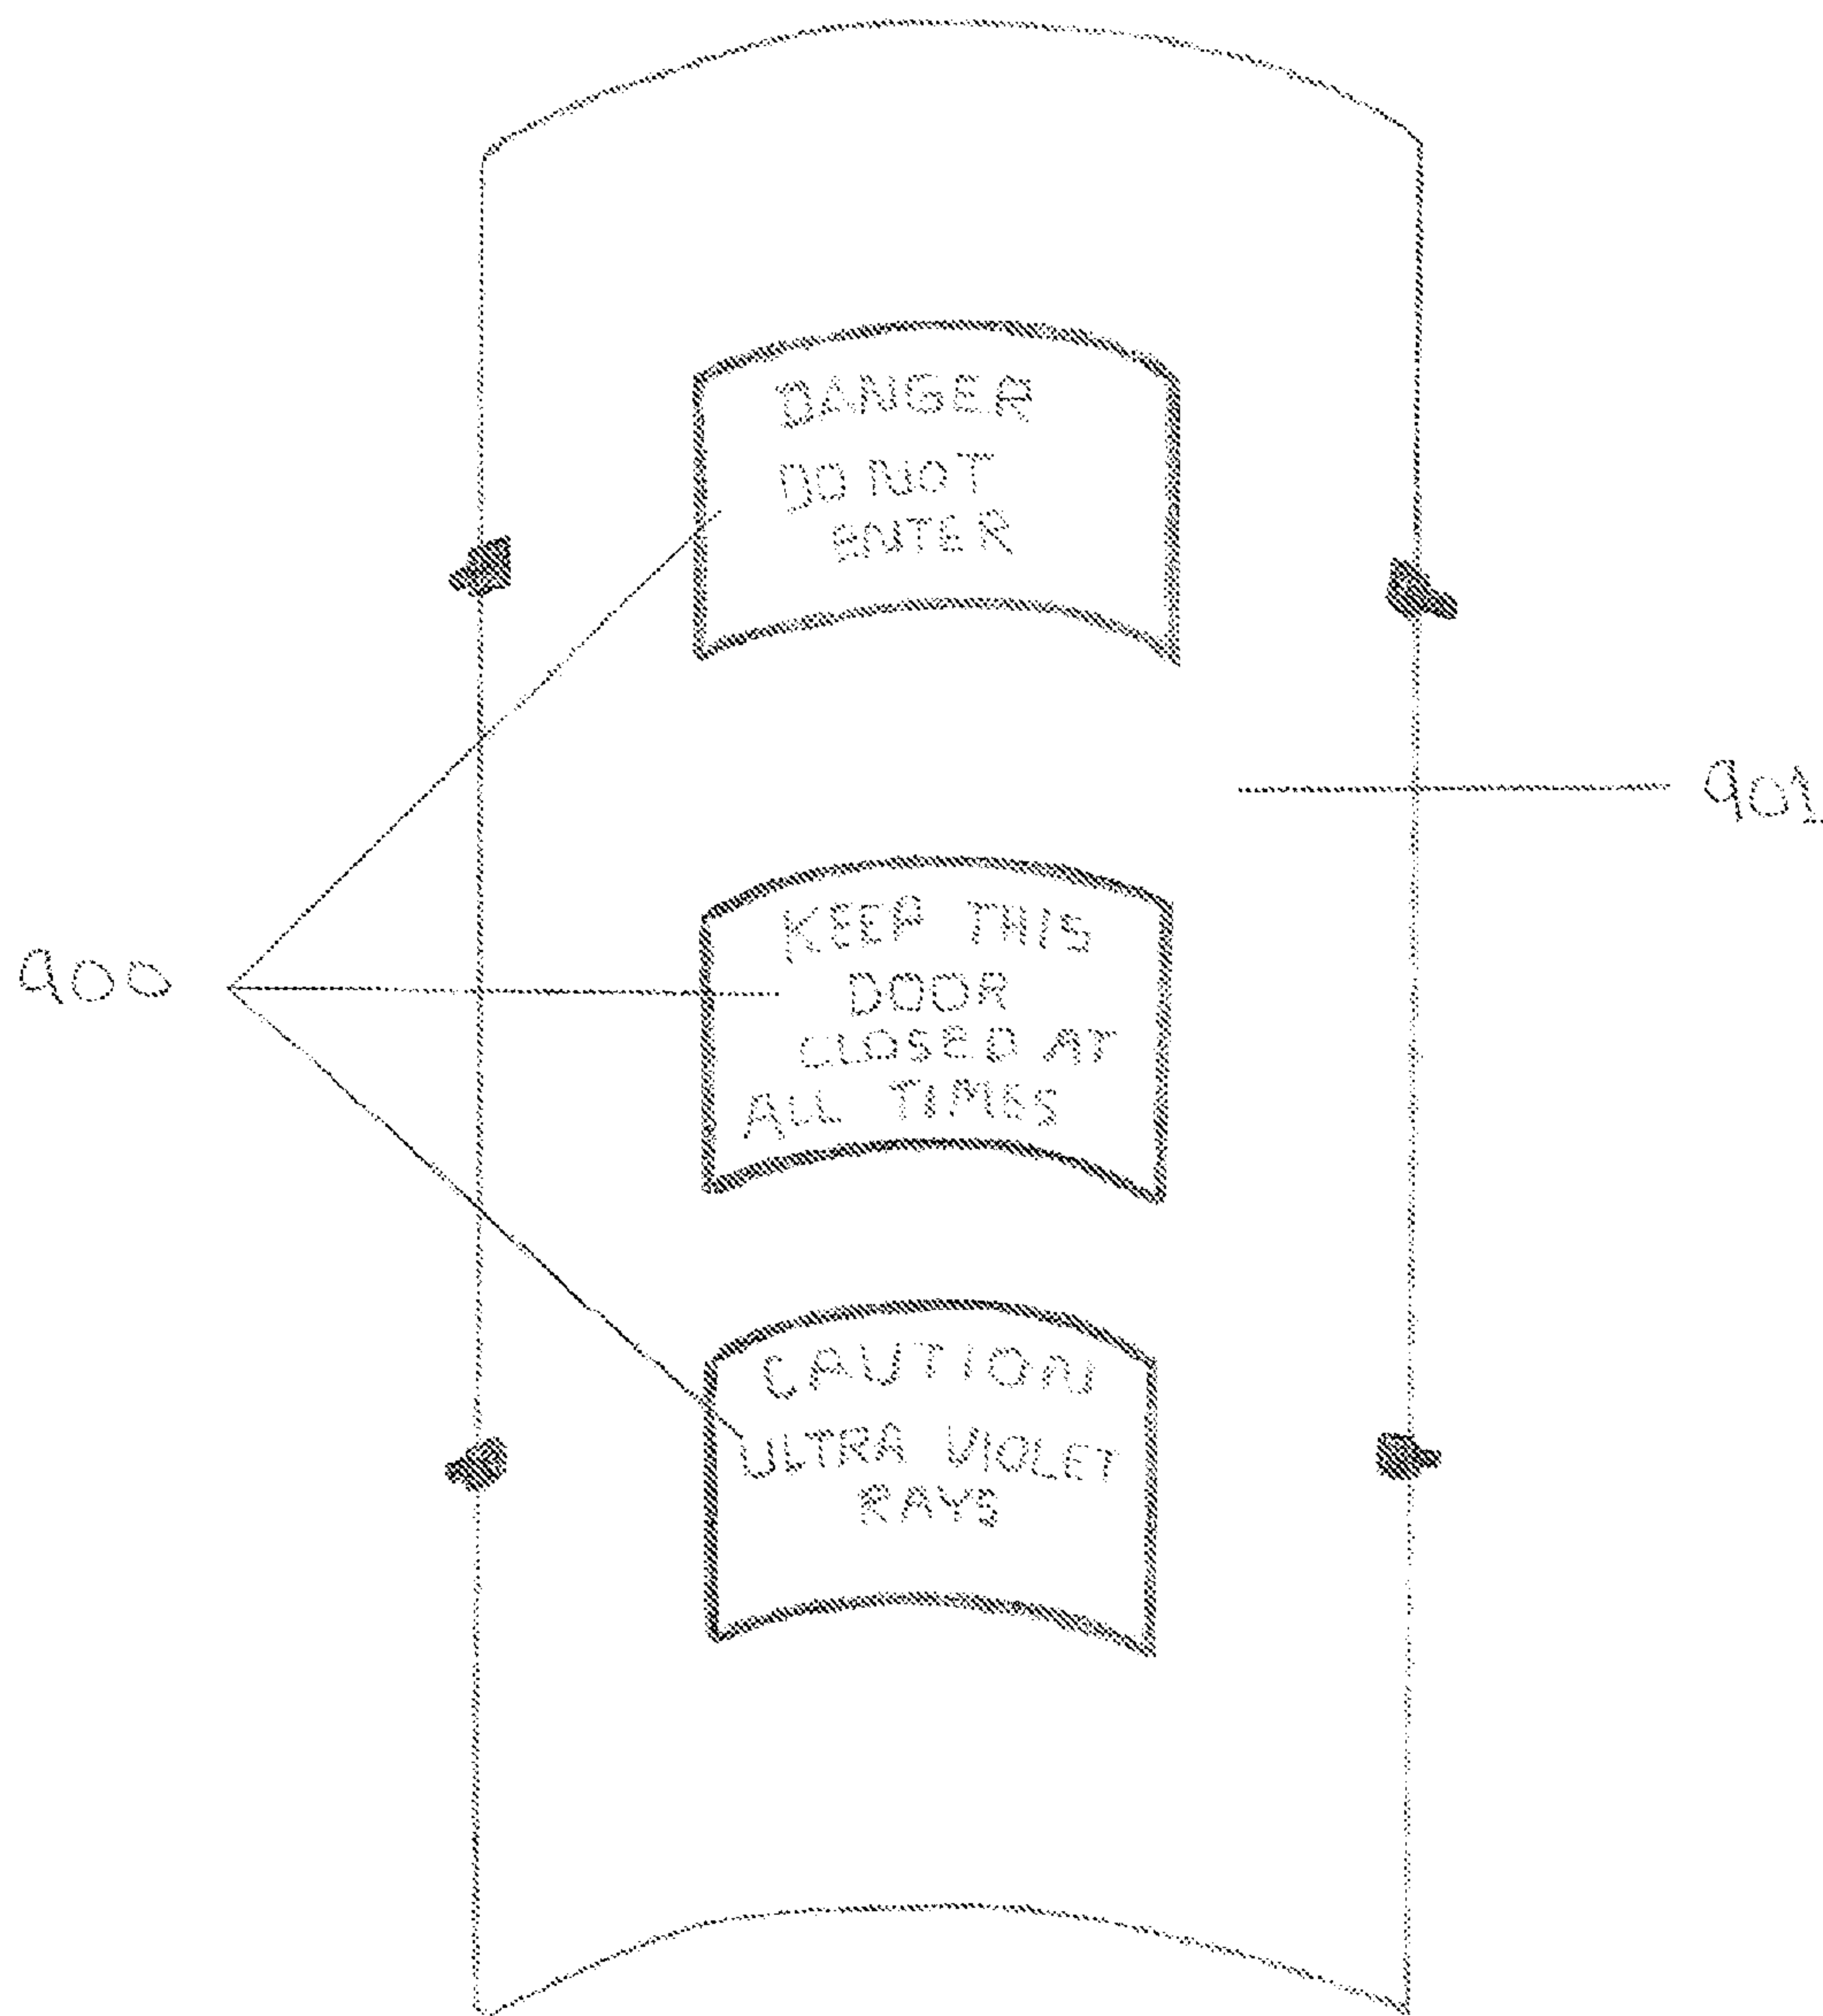 DANGER
DO NOT
ENTER
901
KEEP THIS
DOOR
CLOSED AT
ALL TIMES
900
CAUTION
ULTRA VIOLET
RAYS